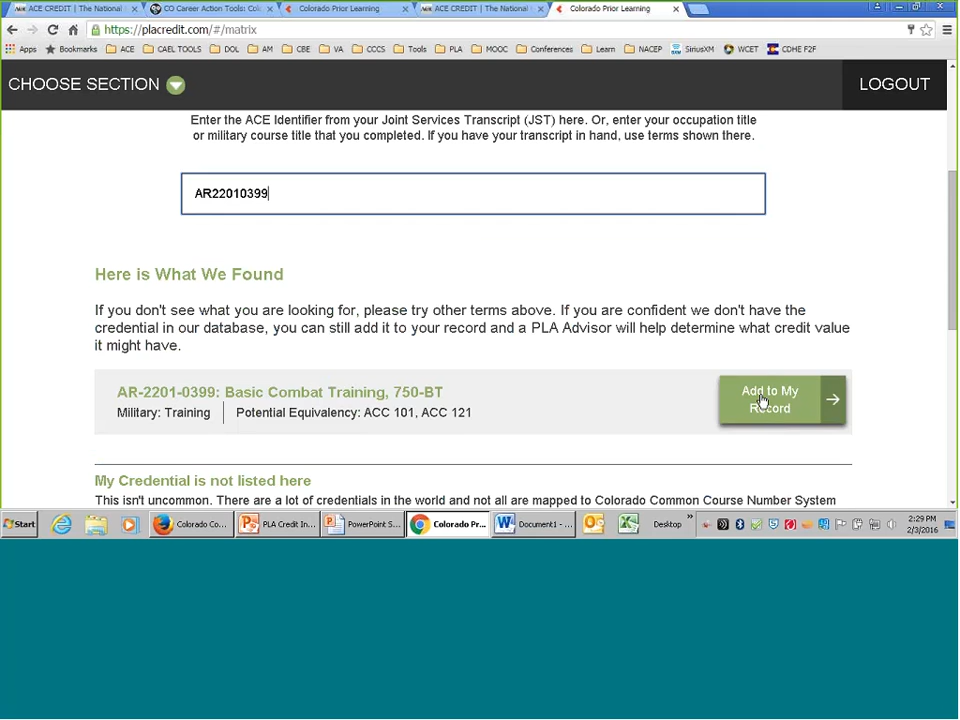 ACE CREDIT | The National
CO Career Action Tools: Col
Colorado Prior Learning
ACE CREDIT | The National
Colorado Prior Learning
https://placredit.com/#/matrix
Apps
Bookmarks
ACE
CAEL TOOLS
DOL
AM
CBE
VA
CCCS
Tools
PLA
MOOC
Conferences
Learn
NACEP
SiriusXM
WCET
CDHE F2F
CHOOSE SECTION
LOGOUT
Enter the ACE Identifier from your Joint Services Transcript (JST) here. Or, enter your occupation title
or military course title that you completed. If you have your transcript in hand, use terms shown there.
AR22010399
Here is What We Found
If you don't see what you are looking for, please try other terms above. If you are confident we don't have the
credential in our database, you can still add it to your record and a PLA Advisor will help determine what credit value
it might have.
AR-2201-0399: Basic Combat Training, 750-BT
Military: Training
Potential Equivalency: ACC 101, ACC 121
Add to My
Record
My Credential is not listed here
This isn't uncommon. There are a lot of credentials in the world and not all are mapped to Colorado Common Course Number System
Start
Colorado Co...
PLA Credit In...
PowerPoint S...
Colorado Pr...
Document1 - ...
Desktop
2:29 PM
2/3/2016